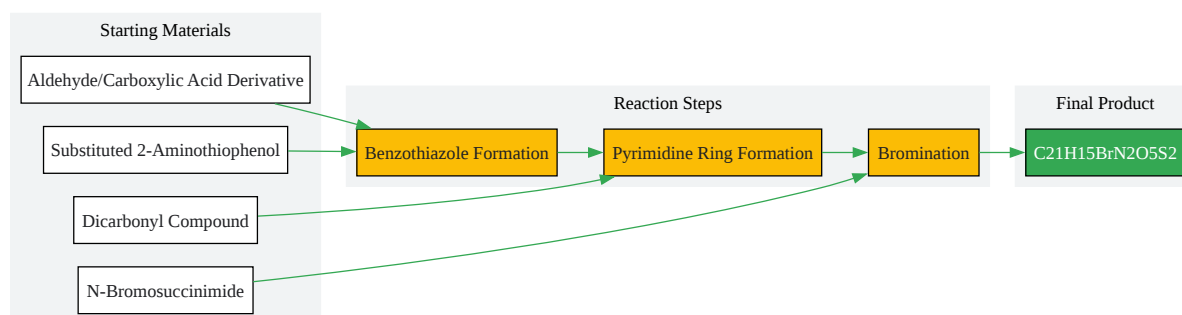 Starting Materials
Aldehyde/Carboxylic Acid Derivative
Substituted 2-Aminothiophenol
Dicarbonyl Compound
N-Bromosuccinimide
Reaction Steps
Benzothiazole Formation
Pyrimidine Ring Formation
Bromination
Final Product
C21H15BrN2O5S2